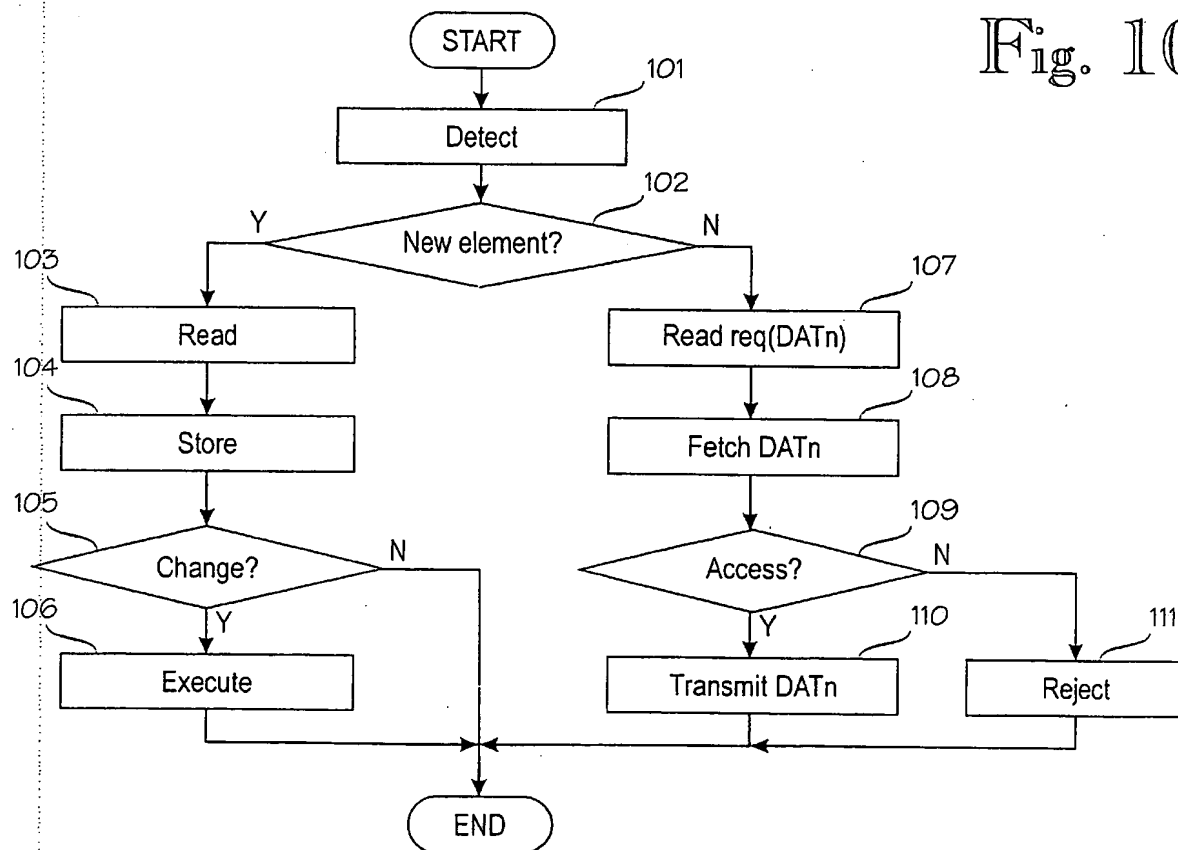 START
Fig. 10
101
Detect
102
Y
New element?
N
103
Read
107
Read req(DATn)
104
Store
108
Fetch DATn
105
Change?
N
Y
109
Access?
N
Y
106
Execute
110
Transmit DATn
111
Reject
END